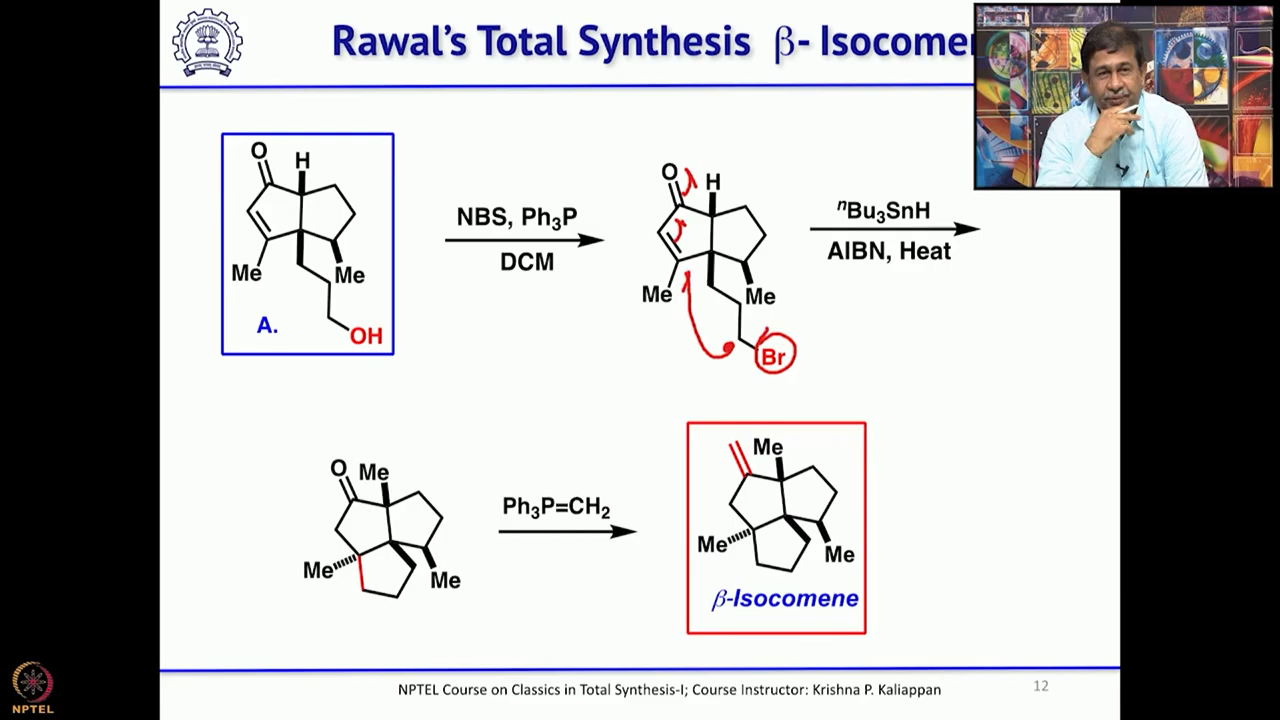 Rawal's Total Synthesis β- Isocomen
O
H
Me
Me
A.
OH
NBS, Ph3P
DCM
O
H
Me
Me
Br
nBu3SnH
AIBN, Heat
O
Me
Me
Me
Ph3P=CH2
Me
Me
Me
β-Isocomene
NPTEL Course on Classics in Total Synthesis-I; Course Instructor: Krishna P. Kaliappan
12
NPTEL